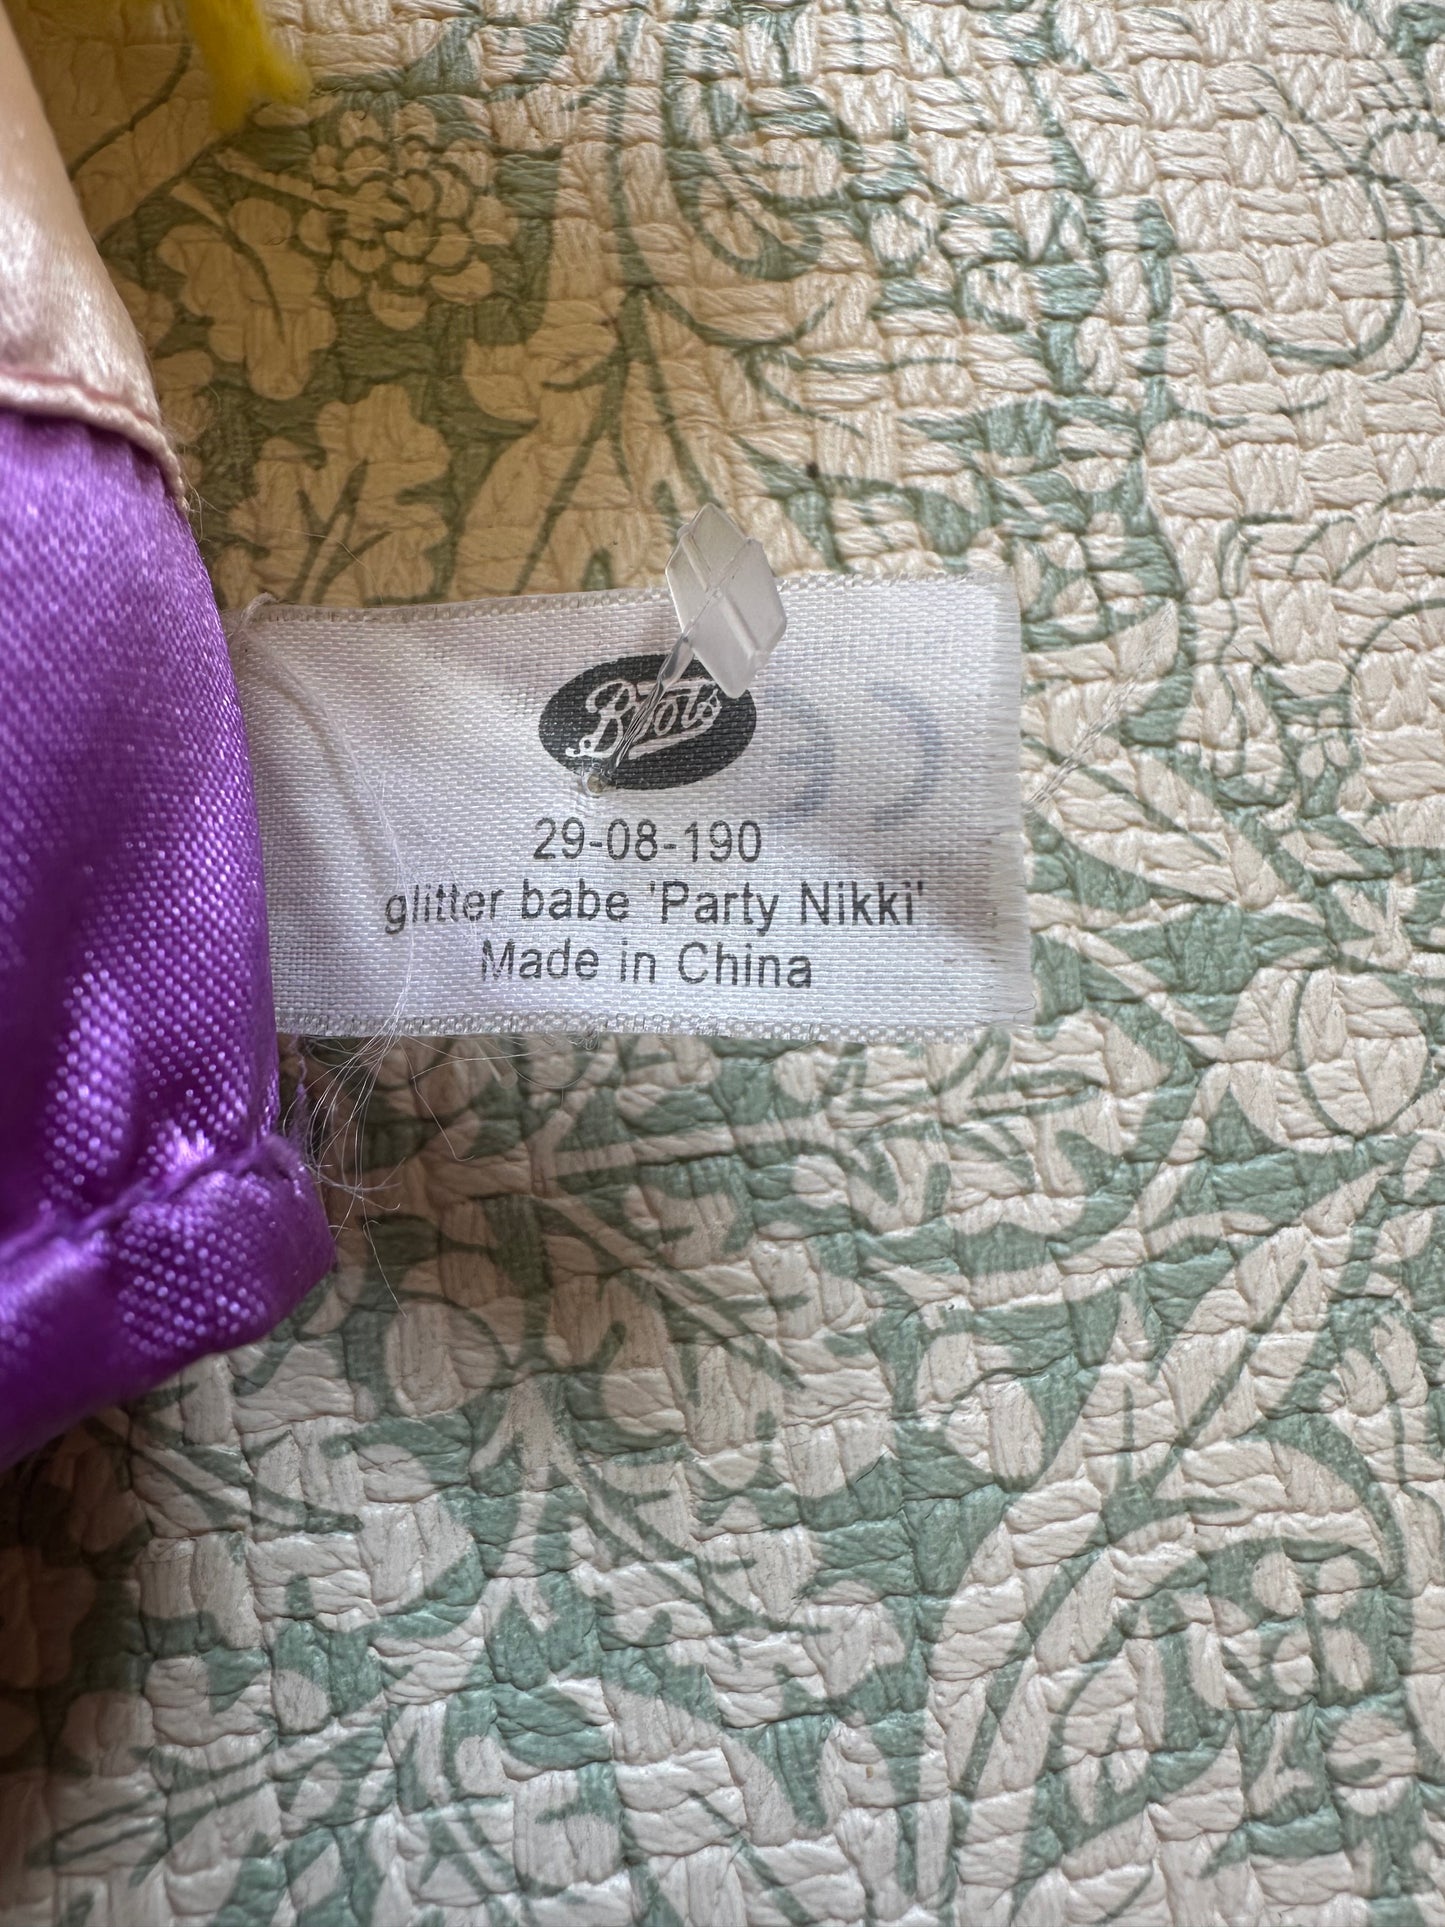 Boots
29-08-190
glitter babe 'Party Nikki'
Made in China